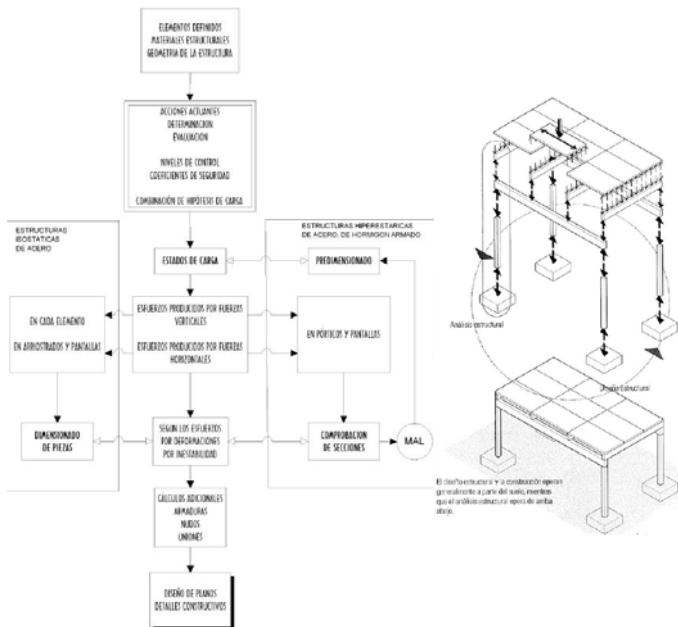 ELEMENTOS DEFINIDOS
MATERIALES ESTRUCTURALES
GEOMETRIA DE LA ESTRUCTURA
ACCIONES ACTUANTES
DETERMINACION
EVALUACION
NIVELES DE CONTROL
COEFICIENTES DE SEGURIDAD
COMBINACIÓN DE HIPÓTESIS DE CARGA
ESTRUCTURAS
ISOSTATICAS
DE ACERO
ESTRUCTURAS HIPERESTARICAS
DE ACERO, DE HORMIGON ARMADO
ESTADOS DE CARGA
PREDIMENSIONADO
EN CADA ELEMENTO
EN ARRIOSTRADOS Y PANTALLAS
ESFUERZOS PRODUCIDOS POR FUERZAS
VERTICALES
ESFUERZOS PRODUCIDOS POR FUERZAS
HORIZONTALES
EN PÓRTICOS Y PANTALLAS
DIMENSIONADO
DE PIEZAS
SEGÚN LOS ESFUERZOS
POR DEFORMACIONES
POR INESTABILIDAD
COMPROBACION
DE SECCIONES
MAL
CÁLCULOS ADICIONALES
ARMADURAS
NUDOS
UNIONES
DISEÑO DE PLANOS
DETALLES CONSTRUCTIVOS
Análisis estructural
Diseño Estructural
El diseño estructural y la construcción operan
generalmente a partir del suelo, mientras
que el análisis estructural opera de arriba
abajo.